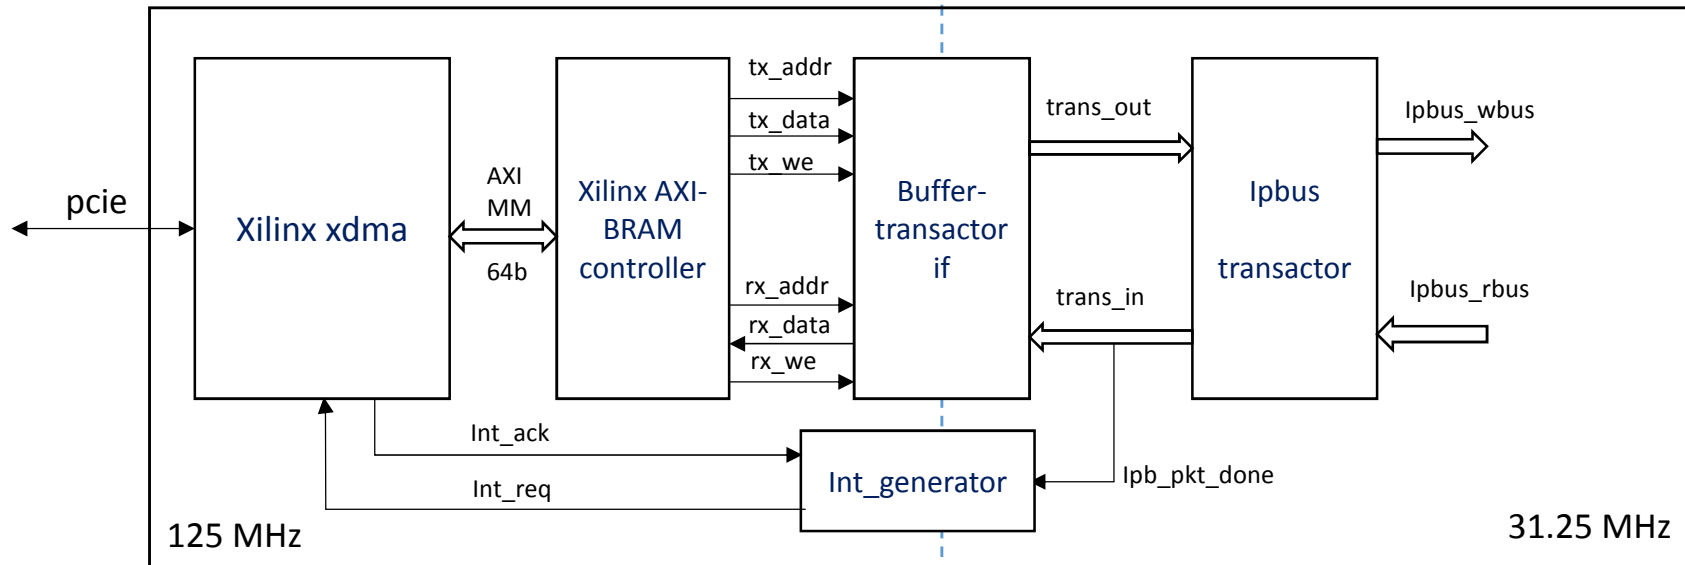 pcie
Xilinx xdma
AXI
MM
64b
Xilinx AXI-
BRAM
controller
tx_addr
tx_data
tx_we
rx_addr
rx_data
rx_we
Buffer-
transactor
if
trans_out
trans_in
Ipbus
transactor
Ipbus_wbus
Ipbus_rbus
Int_ack
Int_req
Int_generator
Ipb_pkt_done
125 MHz
31.25 MHz